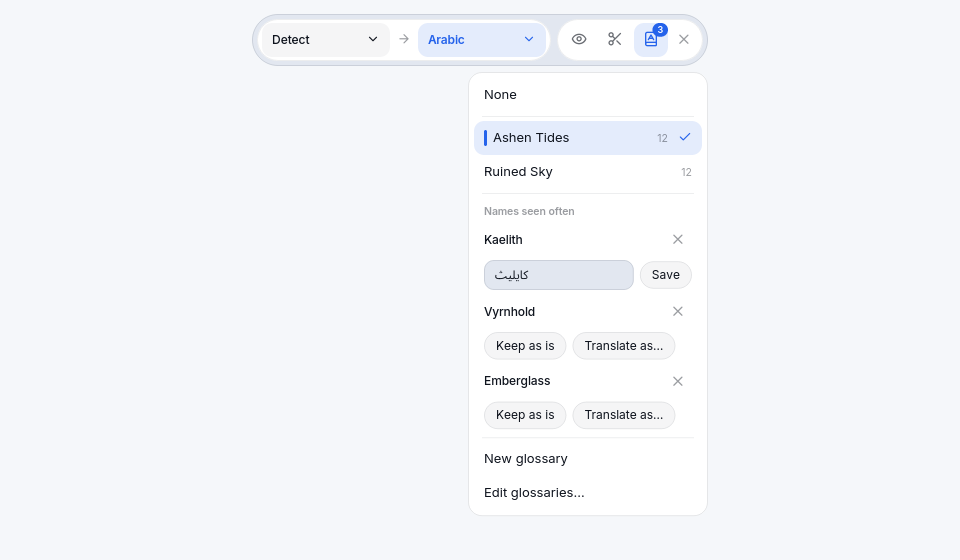 Detect
Arabic
3
None
Ashen Tides 12
Ruined Sky 12
Names seen often
Kaelith
كايليث Save
Vyrnhold
Keep as is Translate as...
Emberglass
Keep as is Translate as...
New glossary
Edit glossaries...